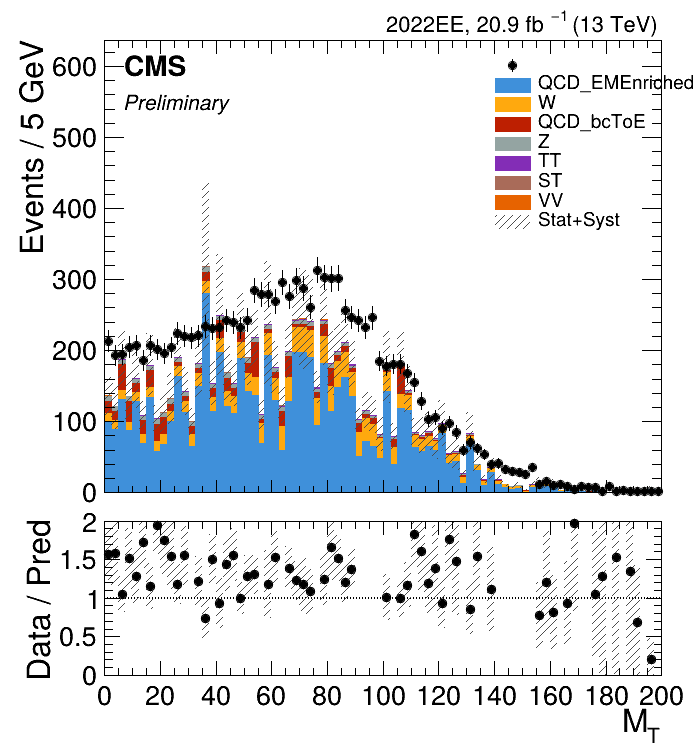 2022EE, 20.9 fb⁻¹ (13 TeV)
CMS
Preliminary
QCD_EMEnriched
W
QCD_bcToE
Z
TT
ST
VV
Stat+Syst
Events / 5 GeV
600
500
400
300
200
100
0
Data / Pred
2
1.5
1
0.5
0
0 20 40 60 80 100 120 140 160 180 200
M_T